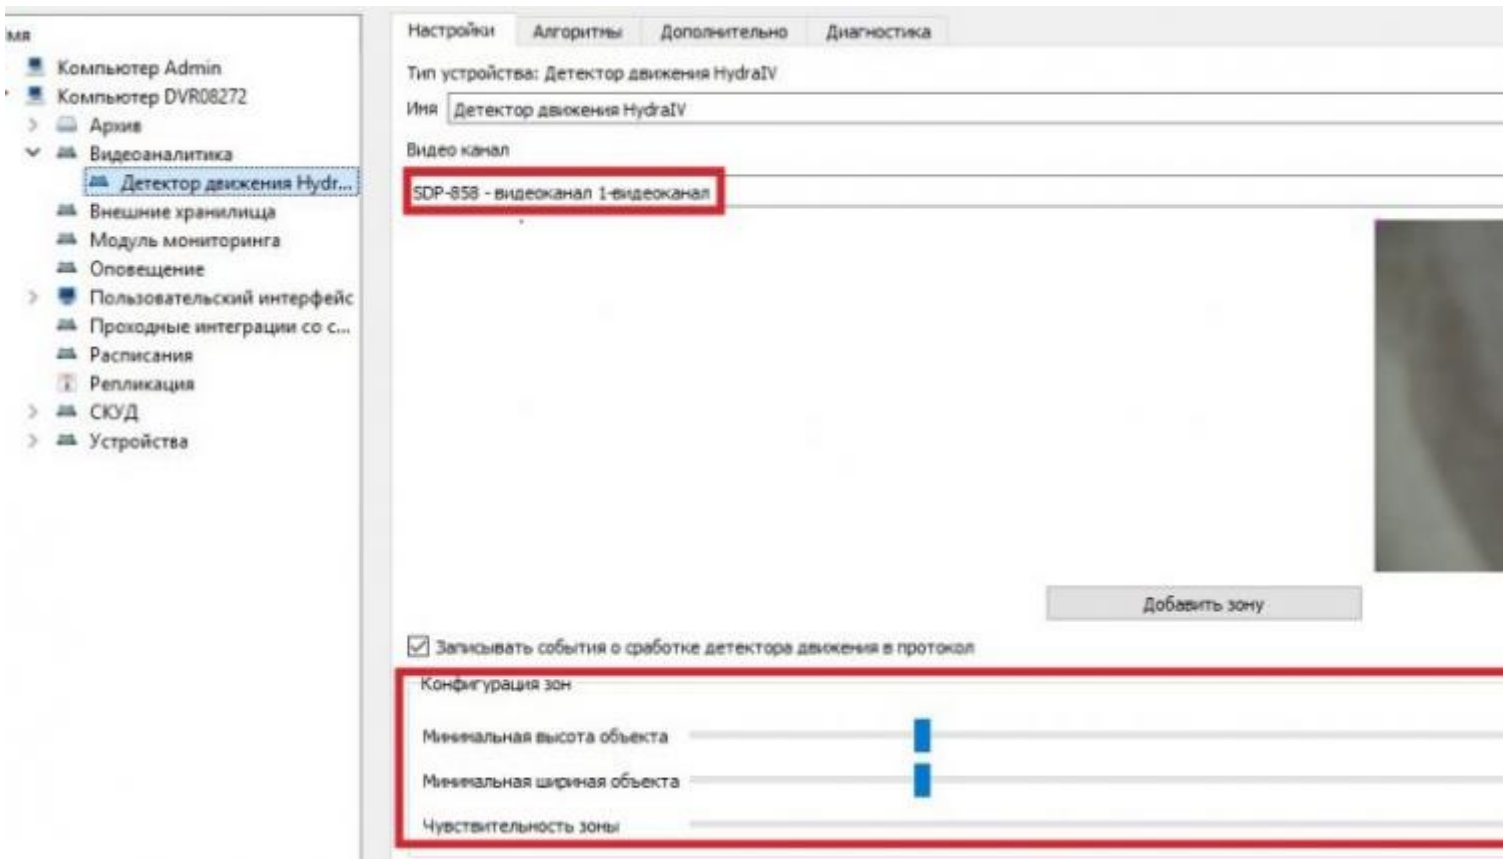 мя
Компьютер Admin
Компьютер DVR08272
Архив
Видеоаналитика
Детектор движения Hydr...
Внешние хранилища
Модуль мониторинга
Оповещение
Пользовательский интерфейс
Проходные интеграции со с...
Расписания
Репликация
СКУД
Устройства
Настройки Алгоритмы Дополнительно Диагностика
Тип устройства: Детектор движения HydraIV
Имя Детектор движения HydraIV
Видео канал
SDP-858 - видеоканал 1-видеоканал
Добавить зону
Записывать события о сработке детектора движения в протокол
Конфигурация зон
Минимальная высота объекта
Минимальная шириная объекта
Чувствительность зоны